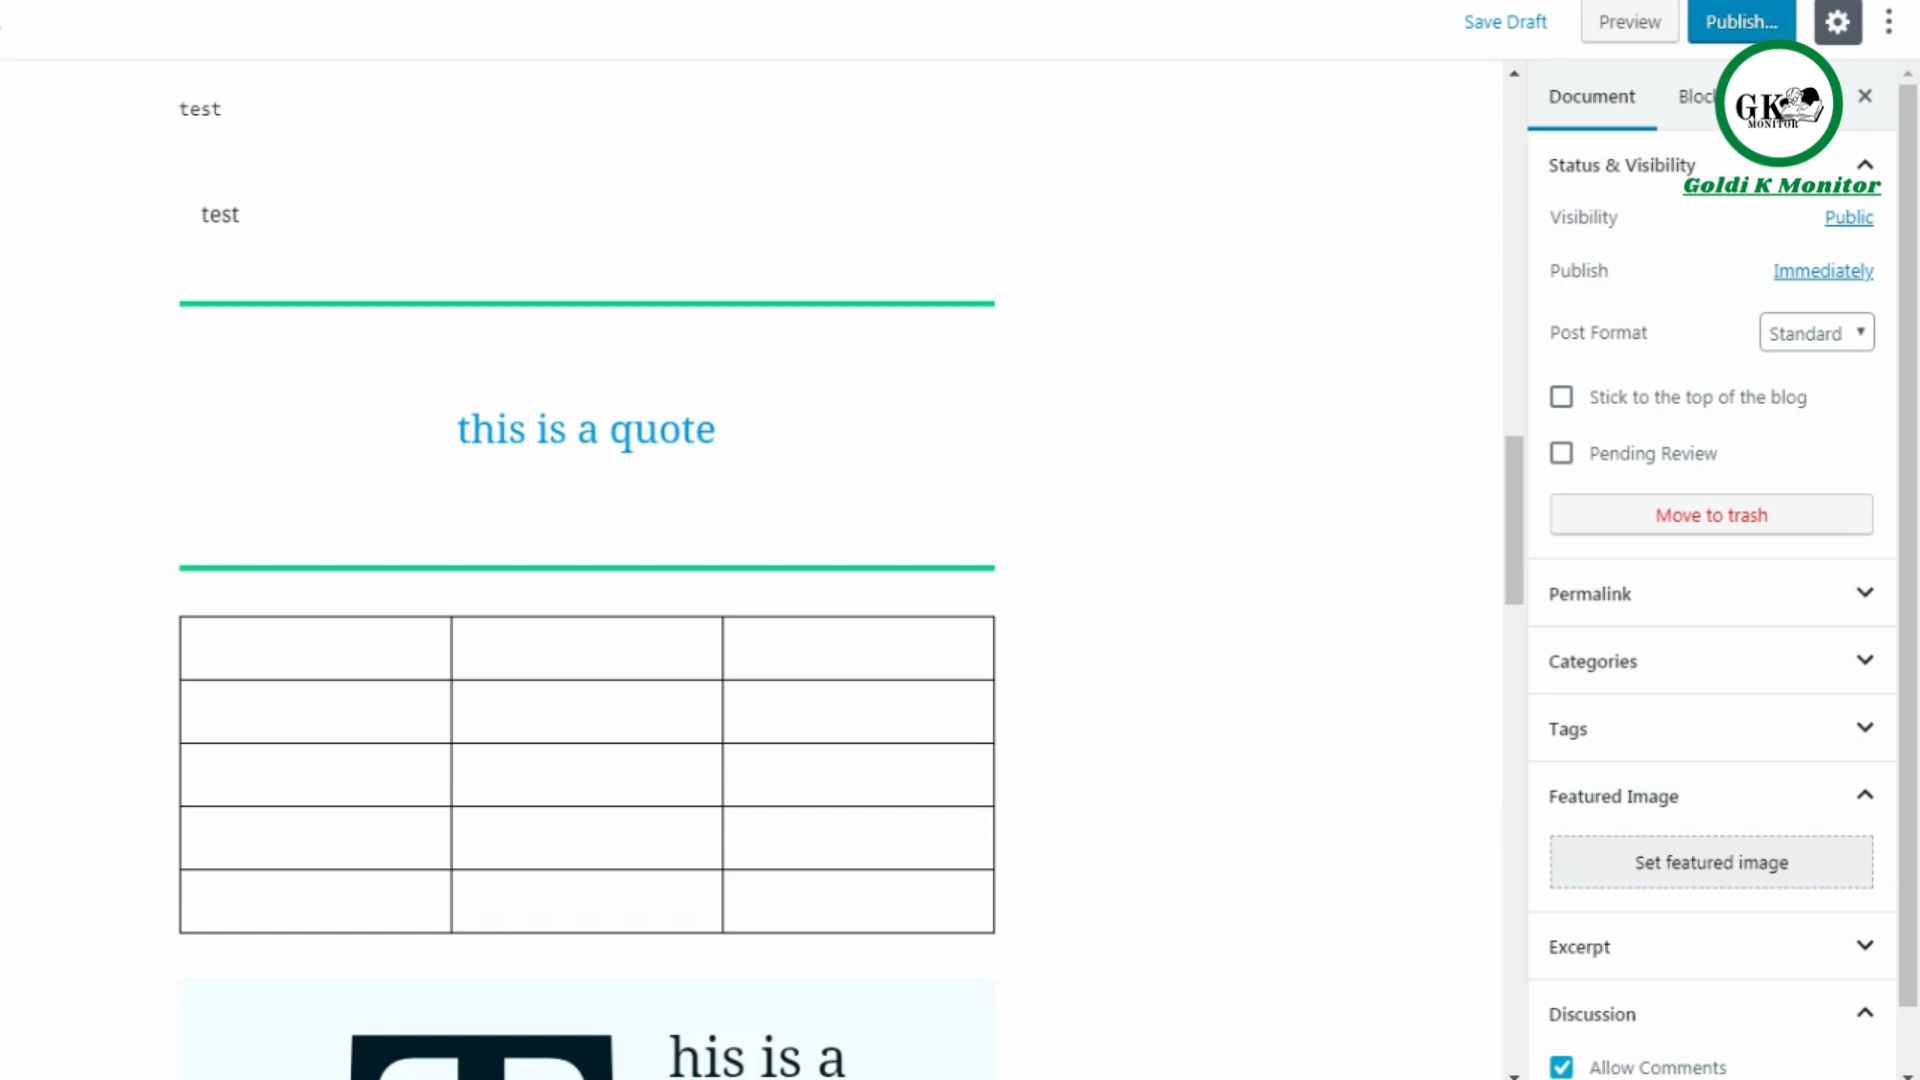 Save Draft
Preview
Publish...
test
Document
Bloc
GK
MONITOR
Goldi K Monitor
Status & Visibility
Visibility
Public
test
Publish
Immediately
Post Format
Standard
Stick to the top of the blog
this is a quote
Pending Review
Move to trash
Permalink
Categories
Tags
Featured Image
Set featured image
Excerpt
Discussion
T
his is a
Allow Comments